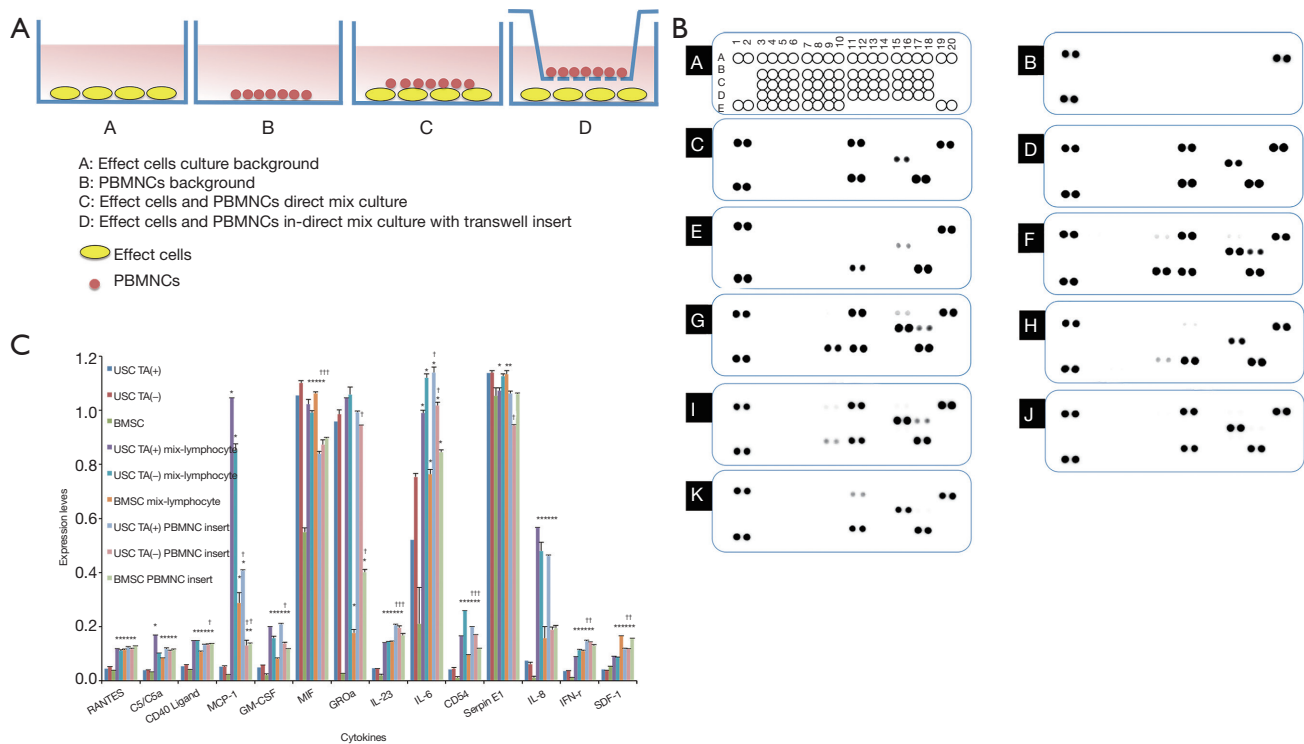 A
A
B
C
D
A: Effect cells culture background
B: PBMNCs background
C: Effect cells and PBMNCs direct mix culture
D: Effect cells and PBMNCs in-direct mix culture with transwell insert
Effect cells
PBMNCs
B
A
1 2 3 4 5 6 7 8 9 10 11 12 13 14 15 16 17 18 19 20
A
B
C
D
E
B
C
D
E
F
G
H
I
J
K
C
1.2
1.0
0.8
0.6
0.4
0.2
0.0
Expression levels
USC TA(+)
USC TA(−)
BMSC
USC TA(+) mix-lymphocyte
USC TA(−) mix-lymphocyte
BMSC mix-lymphocyte
USC TA(+) PBMNC insert
USC TA(−) PBMNC insert
BMSC PBMNC insert
RANTES
C5/C5a
CD40 Ligand
MCP-1
GM-CSF
MIF
GROa
IL-23
IL-6
CD54
Serpin E1
IL-8
IFN-r
SDF-1
Cytokines